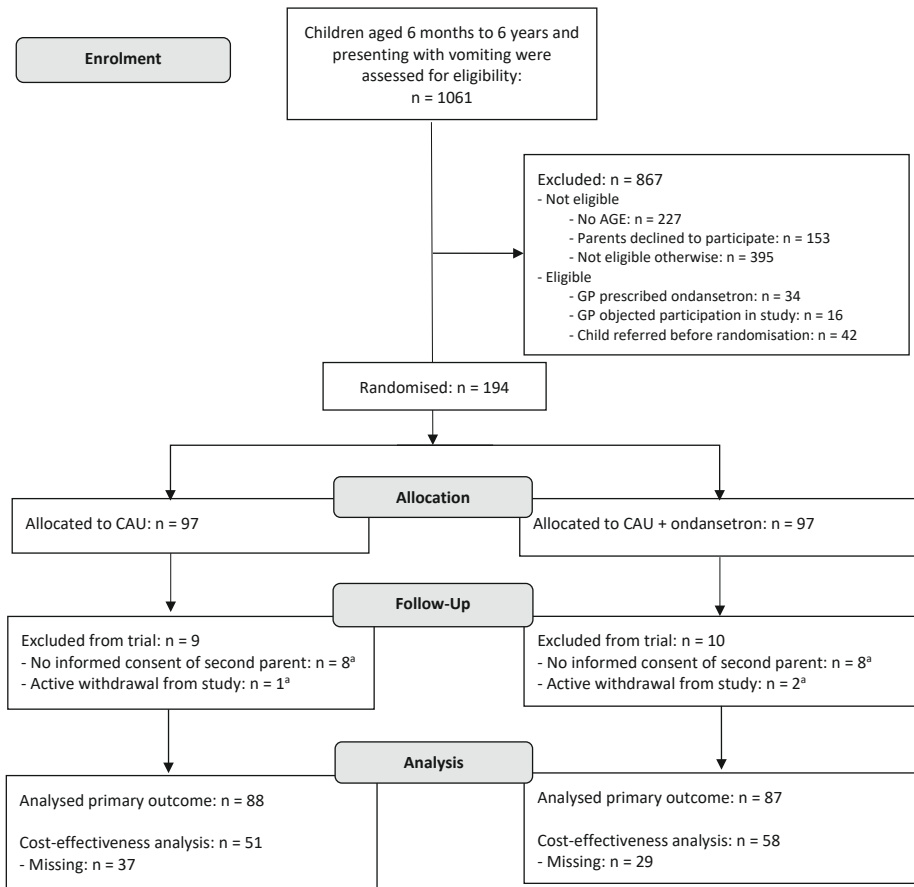 Enrolment
Children aged 6 months to 6 years and
presenting with vomiting were
assessed for eligibility:
n = 1061
Excluded: n = 867
- Not eligible
- No AGE: n = 227
- Parents declined to participate: n = 153
- Not eligible otherwise: n = 395
- Eligible
- GP prescribed ondansetron: n = 34
- GP objected participation in study: n = 16
- Child referred before randomisation: n = 42
Randomised: n = 194
Allocation
Allocated to CAU: n = 97
Allocated to CAU + ondansetron: n = 97
Follow-Up
Excluded from trial: n = 9
- No informed consent of second parent: n = 8ᵃ
- Active withdrawal from study: n = 1ᵃ
Excluded from trial: n = 10
- No informed consent of second parent: n = 8ᵃ
- Active withdrawal from study: n = 2ᵃ
Analysis
Analysed primary outcome: n = 88
Cost-effectiveness analysis: n = 51
- Missing: n = 37
Analysed primary outcome: n = 87
Cost-effectiveness analysis: n = 58
- Missing: n = 29